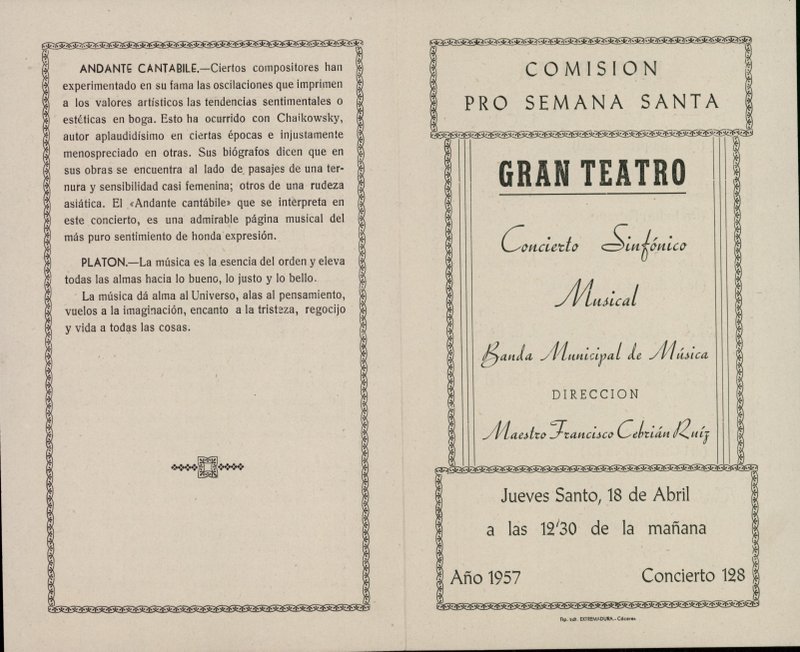 ANDANTE CANTABILE.—Ciertos compositores han
experimentado en su fama las oscilaciones que imprimen
a los valores artísticos las tendencias sentimentales o
estéticas en boga. Esto ha ocurrido con Chaikowsky,
autor aplaudidísimo en ciertas épocas e injustamente
menospreciado en otras. Sus biógrafos dicen que en
sus obras se encuentra al lado de pasajes de una ter-
nura y sensibilidad casi femenina; otros de una rudeza
asiática. El «Andante cantábile» que se intérpreta en
este concierto, es una admirable página musical del
más puro sentimiento de honda expresión.
PLATON.—La música es la esencia del orden y eleva
todas las almas hacia lo bueno, lo justo y lo bello.
La música dá alma al Universo, alas al pensamiento,
vuelos a la imaginación, encanto a la tristeza, regocijo
y vida a todas las cosas.
COMISION
PRO SEMANA SANTA
GRAN TEATRO
Concierto Sinfónico
Musical
Banda Municipal de Música
DIRECCION
Maestro Francisco Cebrián Ruíz
Jueves Santo, 18 de Abril
a las 12'30 de la mañana
Año 1957 Concierto 128
Tip. edt. EXTREMADURA.-Cáceres